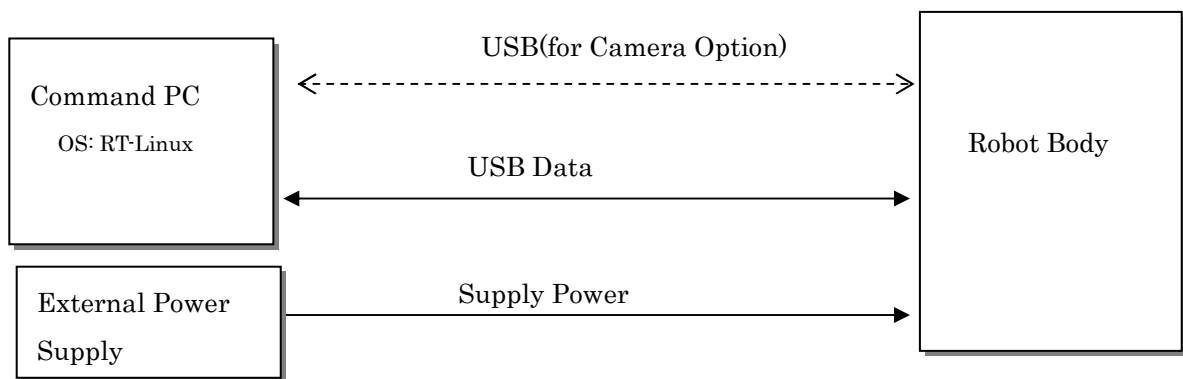 USB(for Camera Option)
Command PC
OS: RT-Linux
Robot Body
USB Data
External Power
Supply
Supply Power